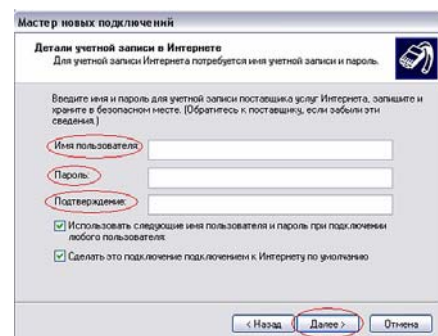 Мастер новых подключений
Детали учетной записи в Интернете
Для учетной записи Интернета потребуется имя учетной записи и пароль.
Введите имя и пароль для учетной записи поставщика услуг Интернета, запишите и
храните в безопасном месте. (Обратитесь к поставщику, если забыли эти
сведения.)
Имя пользователя:
Пароль:
Подтверждение:
Использовать следующие имя пользователя и пароль при подключении
любого пользователя:
Сделать это подключение подключением к Интернету по умолчанию
< Назад
Далее >
Отмена